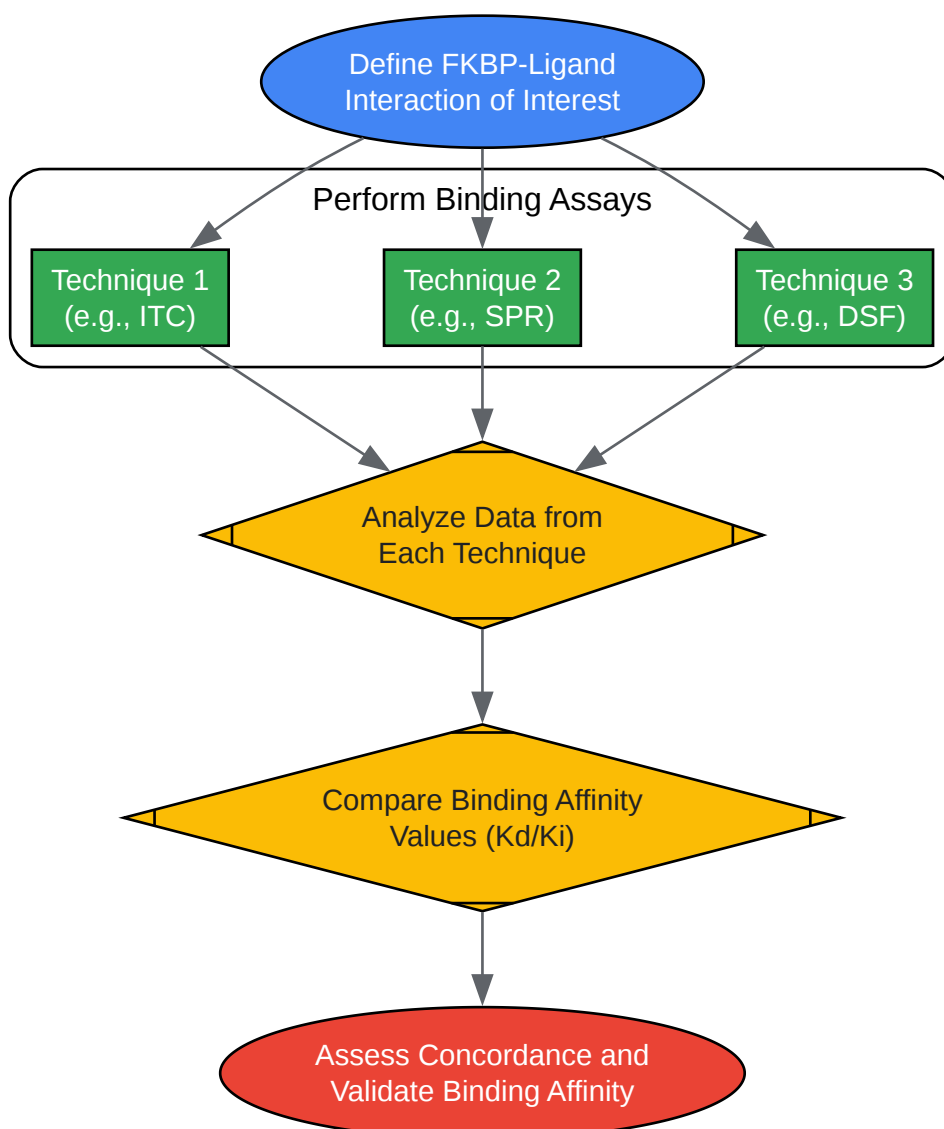 Define FKBP-Ligand
Interaction of Interest
Perform Binding Assays
Technique 1
(e.g., ITC)
Technique 2
(e.g., SPR)
Technique 3
(e.g., DSF)
Analyze Data from
Each Technique
Compare Binding Affinity
Values (Kd/Ki)
Assess Concordance and
Validate Binding Affinity